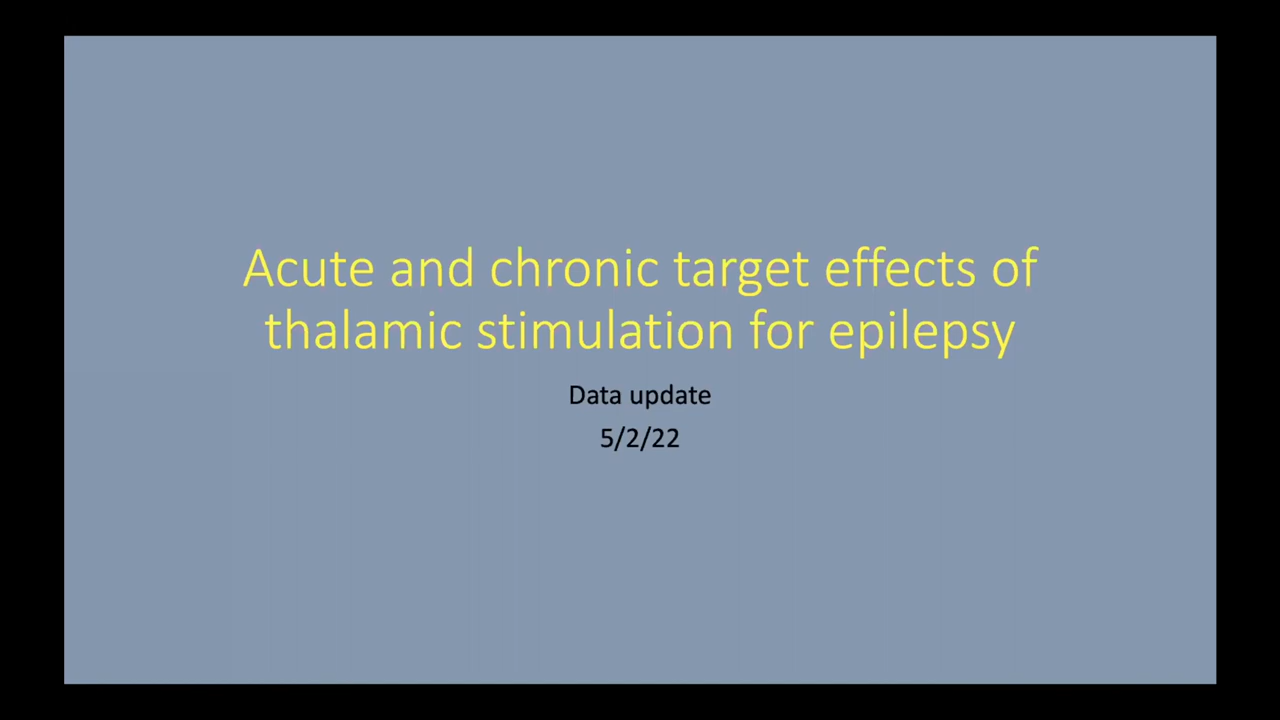 Acute and chronic target effects of
thalamic stimulation for epilepsy
Data update
5/2/22